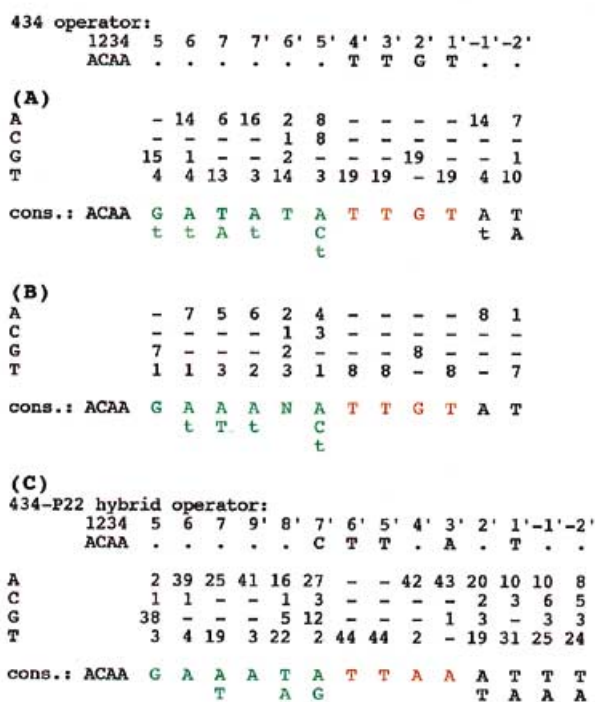 434 operator:
1234 5 6 7 7' 6' 5' 4' 3' 2' 1'-1'-2'
ACAA . . . . . . T T G T . .
(A)
A - 14 6 16 2 8 - - - - 14 7
C - - - - 1 8 - - - - - -
G 15 1 - - 2 - - - 19 - - 1
T 4 4 13 3 14 3 19 19 - 19 4 10
cons.: ACAA G A T A T A T T G T A T
t t A t C t A
t
(B)
A - 7 5 6 2 4 - - - - 8 1
C - - - - 1 3 - - - - - -
G 7 - - - 2 - - - 8 - - -
T 1 1 3 2 3 1 8 8 - 8 - 7
cons.: ACAA G A A A N A T T G T A T
t T t C
t
(C)
434-P22 hybrid operator:
1234 5 6 7 9' 8' 7' 6' 5' 4' 3' 2' 1'-1'-2'
ACAA . . . . . C T T . A . T . .
A 2 39 25 41 16 27 - - 42 43 20 10 10 8
C 1 1 - - 1 3 - - - - 2 3 6 5
G 38 - - - 5 12 - - - 1 3 - 3 3
T 3 4 19 3 22 2 44 44 2 - 19 31 25 24
cons.: ACAA G A A A T A T T A A A T T T
T A G T A A A